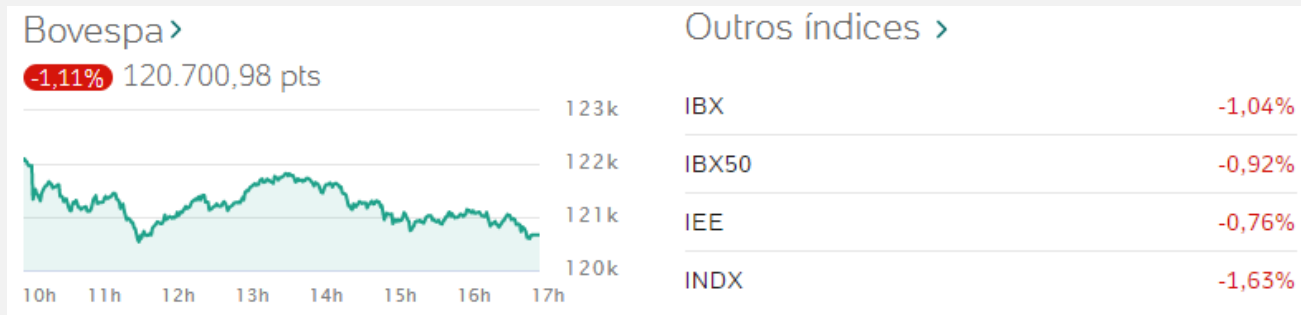 Bovespa >
-1,11% 120.700,98 pts
123k
122k
121k
120k
10h 11h 12h 13h 14h 15h 16h 17h
Outros índices >
IBX -1,04%
IBX50 -0,92%
IEE -0,76%
INDX -1,63%